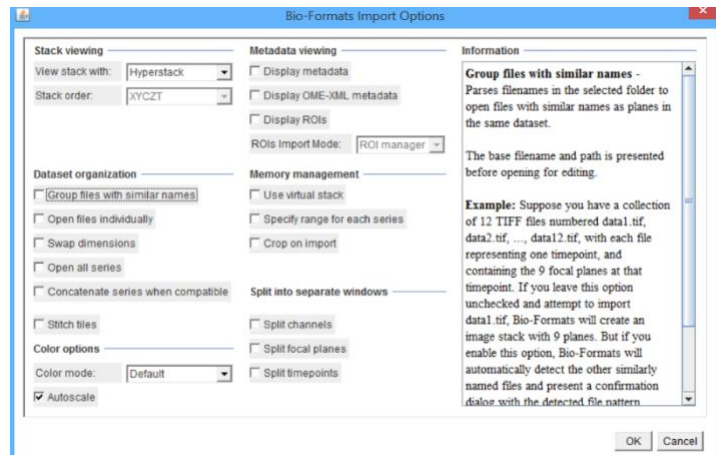 Bio-Formats Import Options
Stack viewing
View stack with: Hyperstack
Stack order: XYCZT
Metadata viewing
Display metadata
Display OME-XML metadata
Display ROIs
ROIs Import Mode: ROI manager
Dataset organization
Group files with similar names
Open files individually
Swap dimensions
Open all series
Concatenate series when compatible
Stitch tiles
Memory management
Use virtual stack
Specify range for each series
Crop on import
Split into separate windows
Split channels
Split focal planes
Split timepoints
Color options
Color mode: Default
Autoscale
Information
Group files with similar names -
Parses filenames in the selected folder to
open files with similar names as planes in
the same dataset.
The base filename and path is presented
before opening for editing.
Example: Suppose you have a collection
of 12 TIFF files numbered data1.tif,
data2.tif, ..., data12.tif, with each file
representing one timepoint, and
containing the 9 focal planes at that
timepoint. If you leave this option
unchecked and attempt to import
data1.tif, Bio-Formats will create an
image stack with 9 planes. But if you
enable this option, Bio-Formats will
automatically detect the other similarly
named files and present a confirmation
dialog with the detected file pattern
OK Cancel